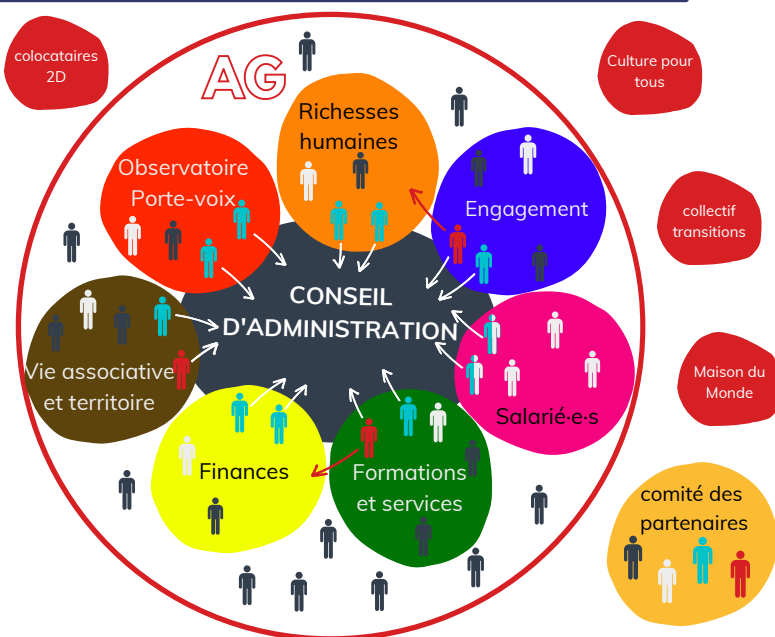 colocataires
2D
AG
Culture pour
tous
Richesses
humaines
Observatoire
Porte-voix
Engagement
collectif
transitions
CONSEIL
D'ADMINISTRATION
Vie associative
et territoire
Maison du
Monde
Salarié·e·s
Finances
Formations
et services
comité des
partenaires